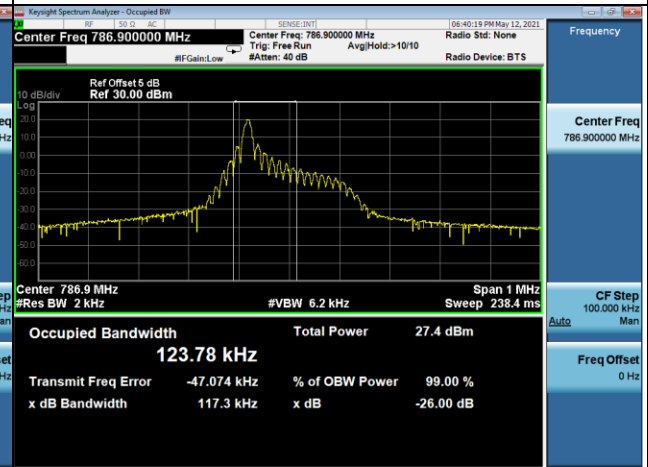 Keysight Spectrum Analyzer - Occupied BW
RF 50 Ω AC SENSE:INT 06:40:19 PM May 12, 2021
Center Freq 786.900000 MHz Center Freq: 786.900000 MHz Radio Std: None Frequency
Trig: Free Run Avg|Hold:>10/10
#IFGain:Low #Atten: 40 dB Radio Device: BTS
Ref Offset 5 dB
10 dB/div Ref 30.00 dBm
Log
20.0
10.0
0.00
-10.0
-20.0
-30.0
-40.0
-50.0
-60.0
Center 786.9 MHz Span 1 MHz
#Res BW 2 kHz #VBW 6.2 kHz Sweep 238.4 ms
Occupied Bandwidth Total Power 27.4 dBm
123.78 kHz
Transmit Freq Error -47.074 kHz % of OBW Power 99.00 %
x dB Bandwidth 117.3 kHz x dB -26.00 dB
Center Freq
786.900000 MHz
CF Step
100.000 kHz
Auto Man
Freq Offset
0 Hz
eq
Hz
ep
Hz
an
et
Hz